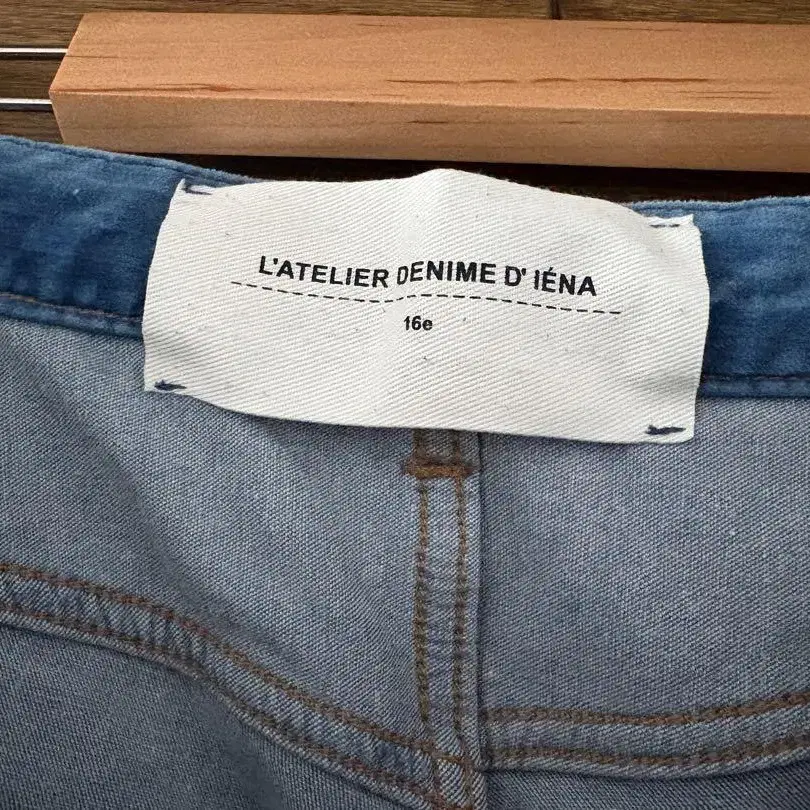 L'ATELIER DENIME D' IÉNA
16e